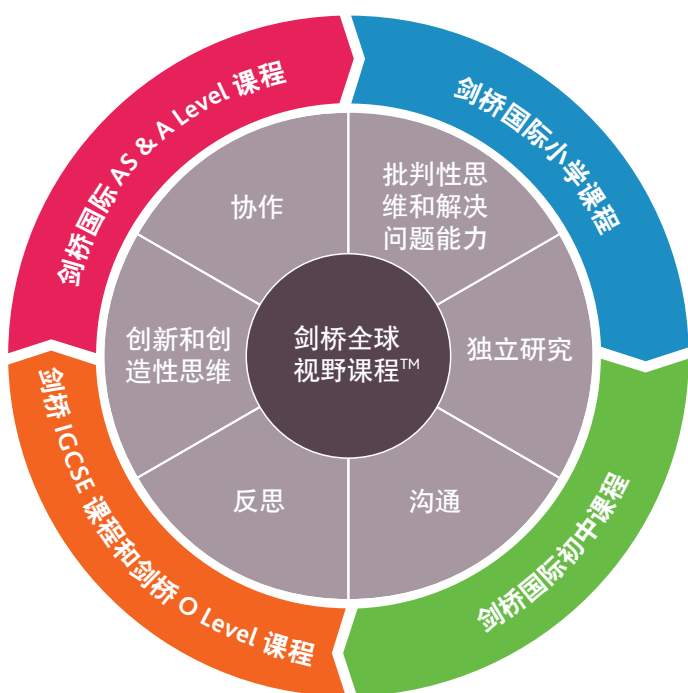 剑桥国际 AS & A Level 课程
剑桥国际小学课程
协作
批判性思
维和解决
问题能力
创新和创
造性思维
剑桥全球
视野课程™
独立研究
反思
沟通
剑桥 IGCSE 课程和剑桥 O Level 课程
剑桥国际初中课程